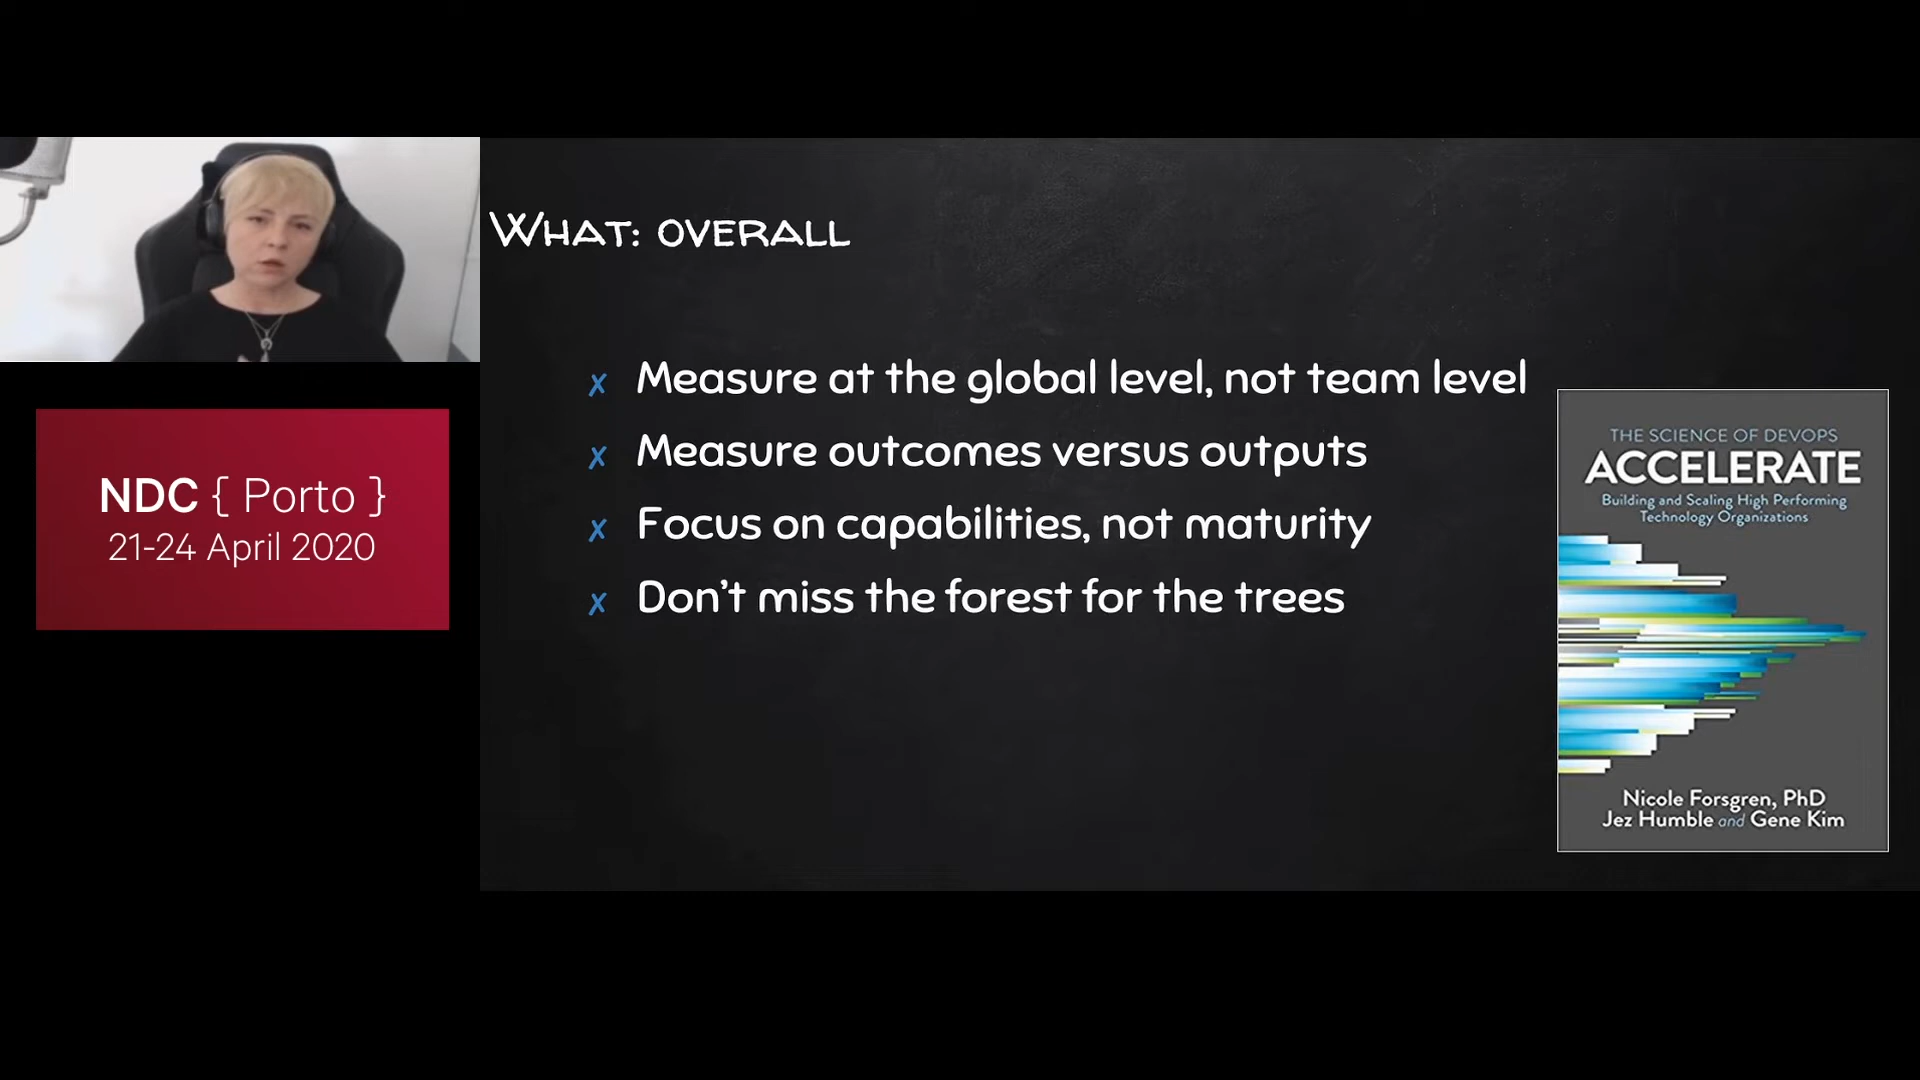 What: overall
x Measure at the global level, not team level
x Measure outcomes versus outputs
x Focus on capabilities, not maturity
x Don't miss the forest for the trees
NDC { Porto }
21-24 April 2020
THE SCIENCE OF DEVOPS
ACCELERATE
Building and Scaling High Performing
Technology Organizations
Nicole Forsgren, PhD
Jez Humble and Gene Kim